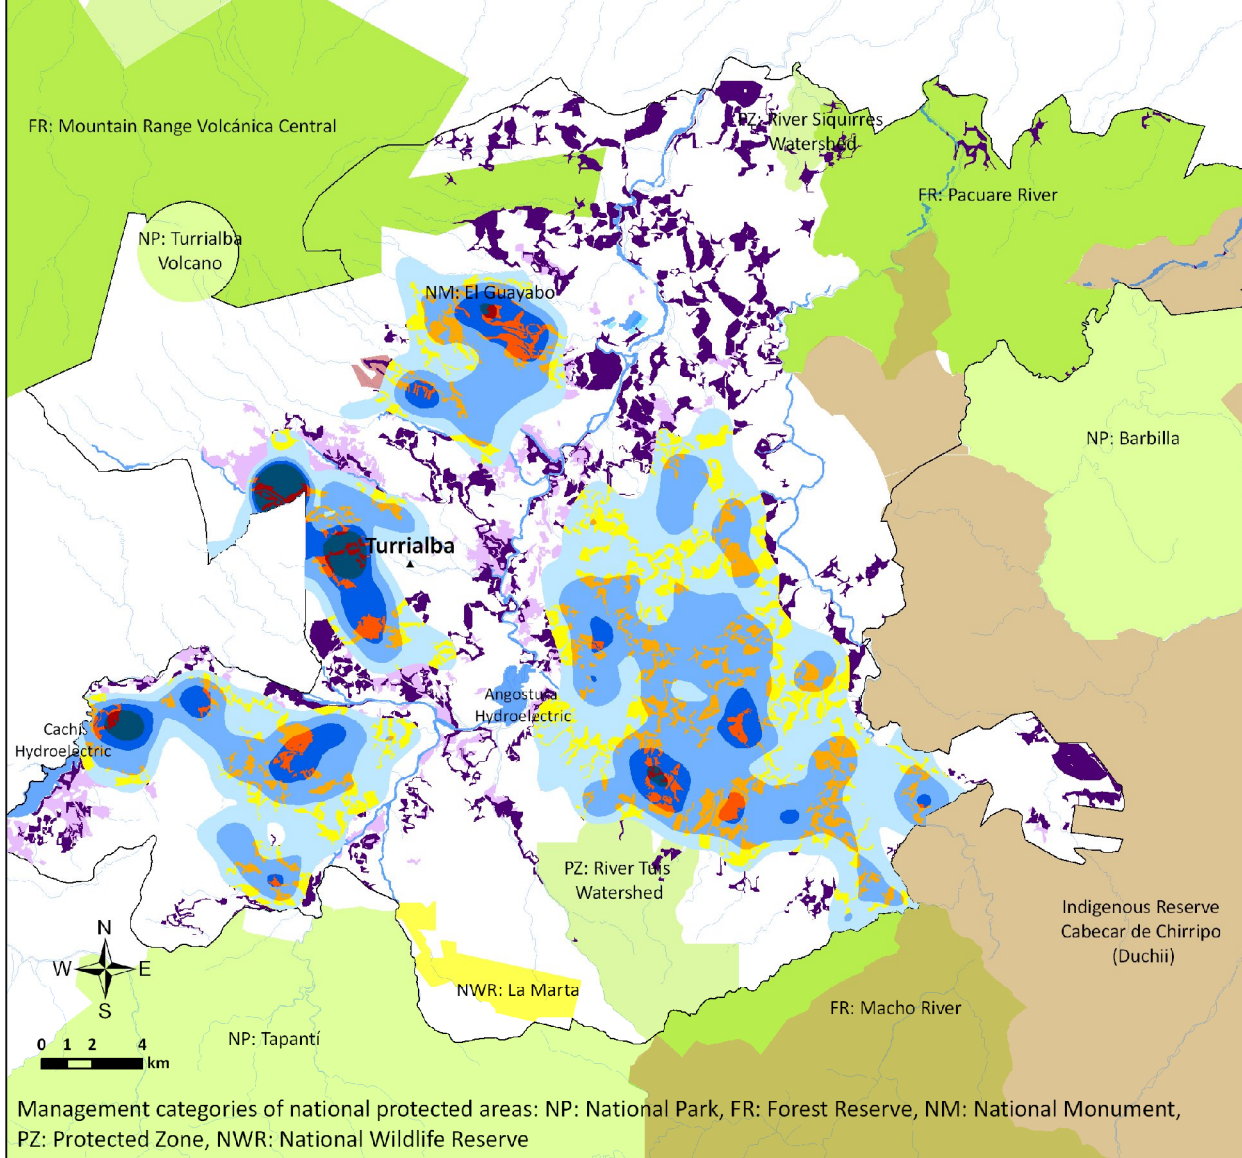 FR: Mountain Range Volcánica Central
PZ: River Siquirres
Watershed
FR: Pacuare River
NP: Turrialba
Volcano
NM: El Guayabo
NP: Barbilla
Turrialba
Angostura
Hydroelectric
Cachí
Hydroelectric
PZ: River Tuis
Watershed
Indigenous Reserve
Cabecar de Chirripo
(Duchii)
N
W
E
S
NWR: La Marta
FR: Macho River
NP: Tapantí
0 1 2 4
km
Management categories of national protected areas: NP: National Park, FR: Forest Reserve, NM: National Monument,
PZ: Protected Zone, NWR: National Wildlife Reserve